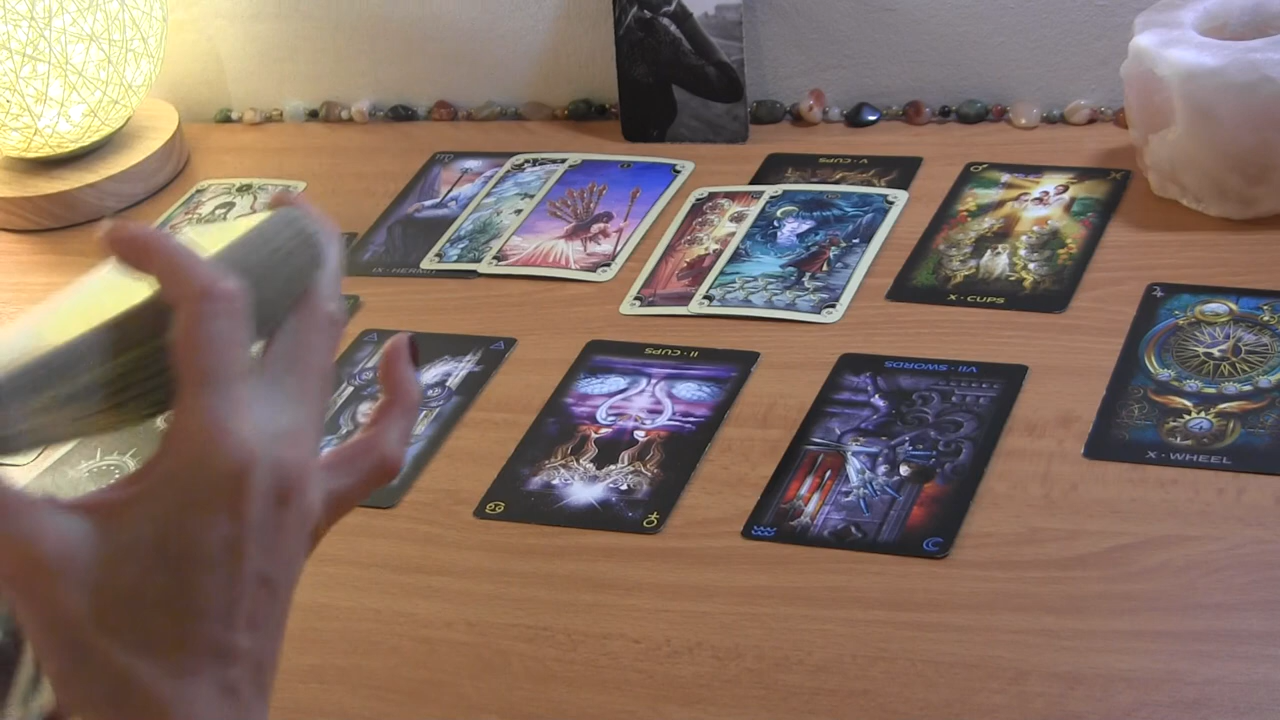 V · CUPS
IX · HERMIT
X · CUPS
II · CUPS
VII · SWORDS
X · WHEEL